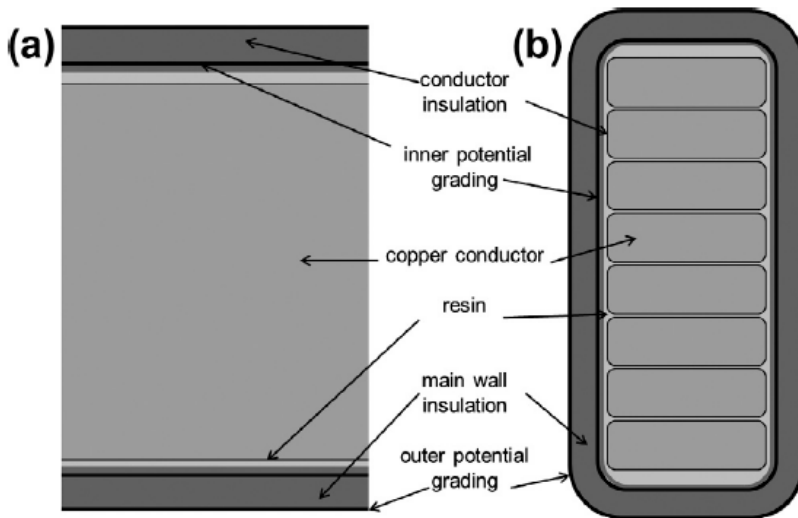 (a)
(b)
conductor
insulation
inner potential
grading
copper conductor
resin
main wall
insulation
outer potential
grading